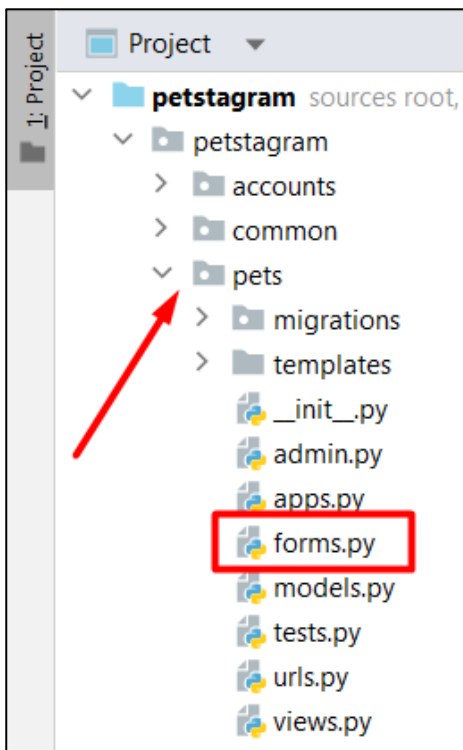 1: Project
Project
petstagram sources root,
petstagram
accounts
common
pets
migrations
templates
__init__.py
admin.py
apps.py
forms.py
models.py
tests.py
urls.py
views.py